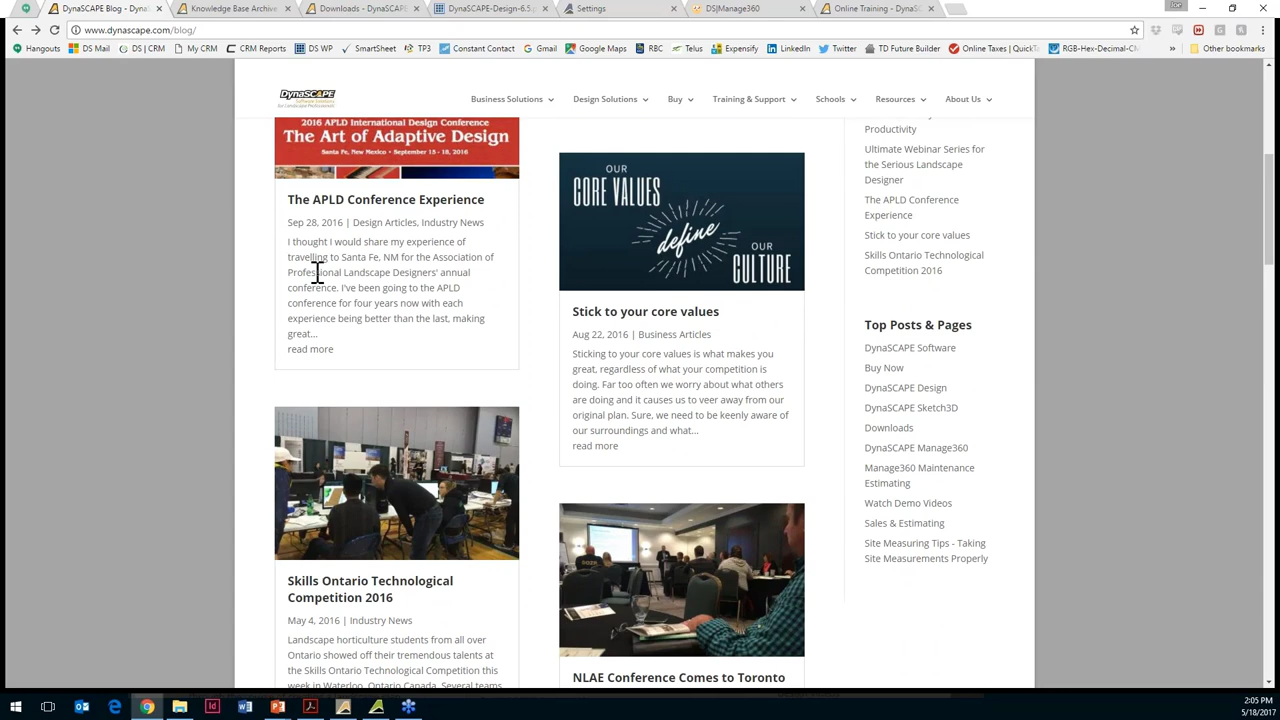 DynaSCAPE Blog - DynaS
Knowledge Base Archive
Downloads - DynaSCAPE
DynaSCAPE-Design-6.5.p
Settings
DS|Manage360
Online Training - DynaS
www.dynascape.com/blog/
Hangouts
DS Mail
DS | CRM
My CRM
CRM Reports
DS WP
SmartSheet
TP3
Constant Contact
Gmail
Google Maps
RBC
Telus
Expensify
LinkedIn
Twitter
TD Future Builder
Online Taxes | QuickTa
RGB-Hex-Decimal-CM
»
Other bookmarks
DynaSCAPE
Software Solutions
for Landscape Professionals
Business Solutions
Design Solutions
Buy
Training & Support
Schools
Resources
About Us
2016 APLD International Design Conference
The Art of Adaptive Design
Santa Fe, New Mexico • September 15 - 18, 2016
The APLD Conference Experience
Sep 28, 2016 | Design Articles, Industry News
I thought I would share my experience of
travelling to Santa Fe, NM for the Association of
Professional Landscape Designers' annual
conference. I've been going to the APLD
conference for four years now with each
experience being better than the last, making
great...
read more
Skills Ontario Technological
Competition 2016
May 4, 2016 | Industry News
Landscape horticulture students from all over
Ontario showed off their tremendous talents at
the Skills Ontario Technological Competition this
week in Waterloo, Ontario Canada. Several teams
OUR
CORE VALUES
define
OUR
CULTURE
Stick to your core values
Aug 22, 2016 | Business Articles
Sticking to your core values is what makes you
great, regardless of what your competition is
doing. Far too often we worry about what others
are doing and it causes us to veer away from our
original plan. Sure, we need to be keenly aware of
our surroundings and what...
read more
NLAE Conference Comes to Toronto
Productivity
Ultimate Webinar Series for
the Serious Landscape
Designer
The APLD Conference
Experience
Stick to your core values
Skills Ontario Technological
Competition 2016
Top Posts & Pages
DynaSCAPE Software
Buy Now
DynaSCAPE Design
DynaSCAPE Sketch3D
Downloads
DynaSCAPE Manage360
Manage360 Maintenance
Estimating
Watch Demo Videos
Sales & Estimating
Site Measuring Tips - Taking
Site Measurements Properly
2:05 PM
5/18/2017